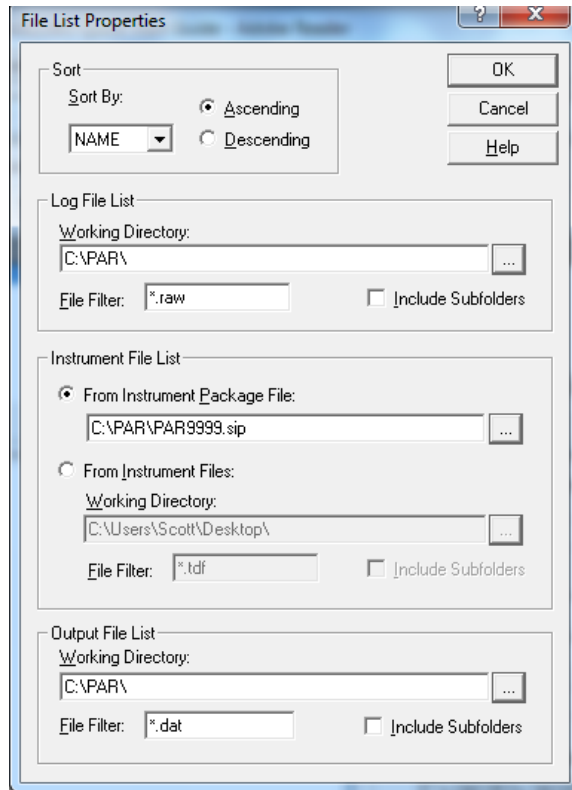 File List Properties
Sort
Sort By:
NAME
Ascending
Descending
OK
Cancel
Help
Log File List
Working Directory:
C:\PAR\
...
File Filter: *.raw
Include Subfolders
Instrument File List
From Instrument Package File:
C:\PAR\PAR9999.sip
...
From Instrument Files:
Working Directory:
C:\Users\Scott\Desktop\
...
File Filter: *.tdf
Include Subfolders
Output File List
Working Directory:
C:\PAR\
...
File Filter: *.dat
Include Subfolders